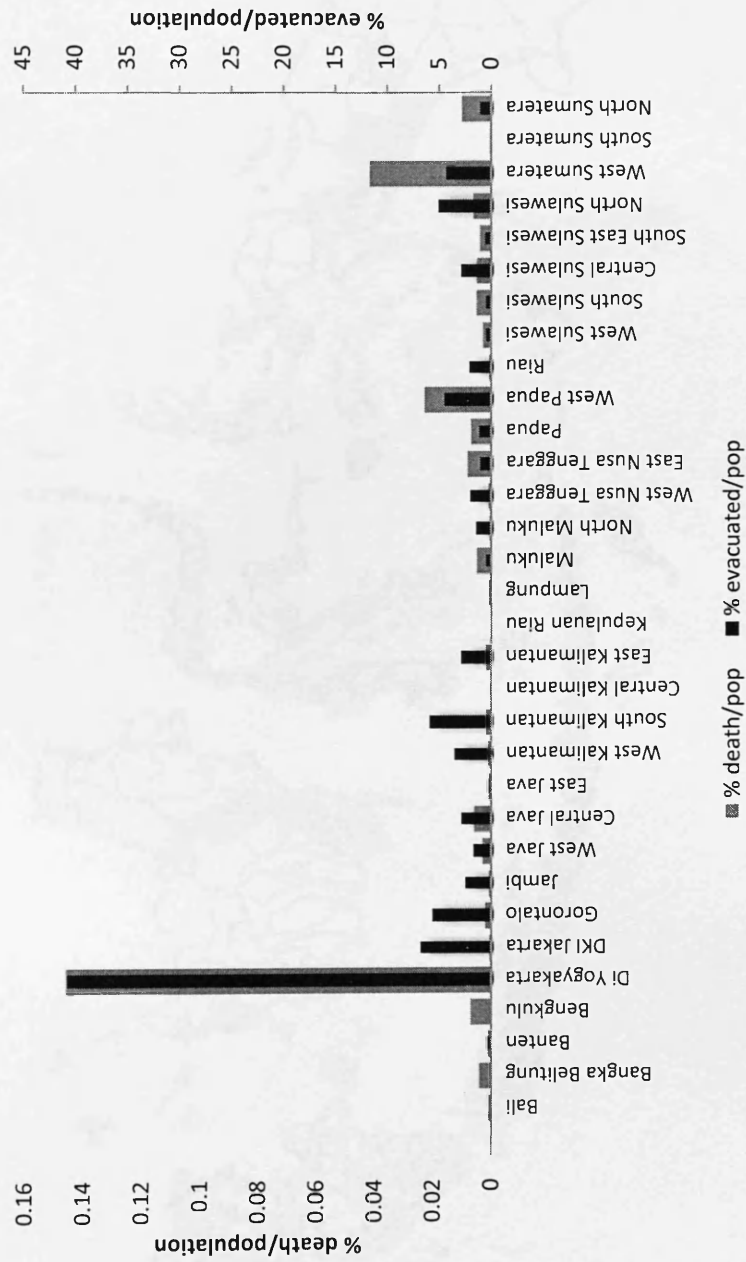 % death/population
0.16
0.14
0.12
0.1
0.08
0.06
0.04
0.02
0
Bali
Bangka Belitung
Banten
Bengkulu
Di Yogyakarta
DKI Jakarta
Gorontalo
Jambi
West Java
Central Java
East Java
West Kalimantan
South Kalimantan
Central Kalimantan
East Kalimantan
Kepulauan Riau
Lampung
Maluku
North Maluku
West Nusa Tenggara
East Nusa Tenggara
Papua
West Papua
Riau
West Sulawesi
South Sulawesi
Central Sulawesi
South East Sulawesi
North Sulawesi
West Sumatera
South Sumatera
North Sumatera
45
40
35
30
25
20
15
10
5
0
% evacuated/population
% death/pop % evacuated/pop